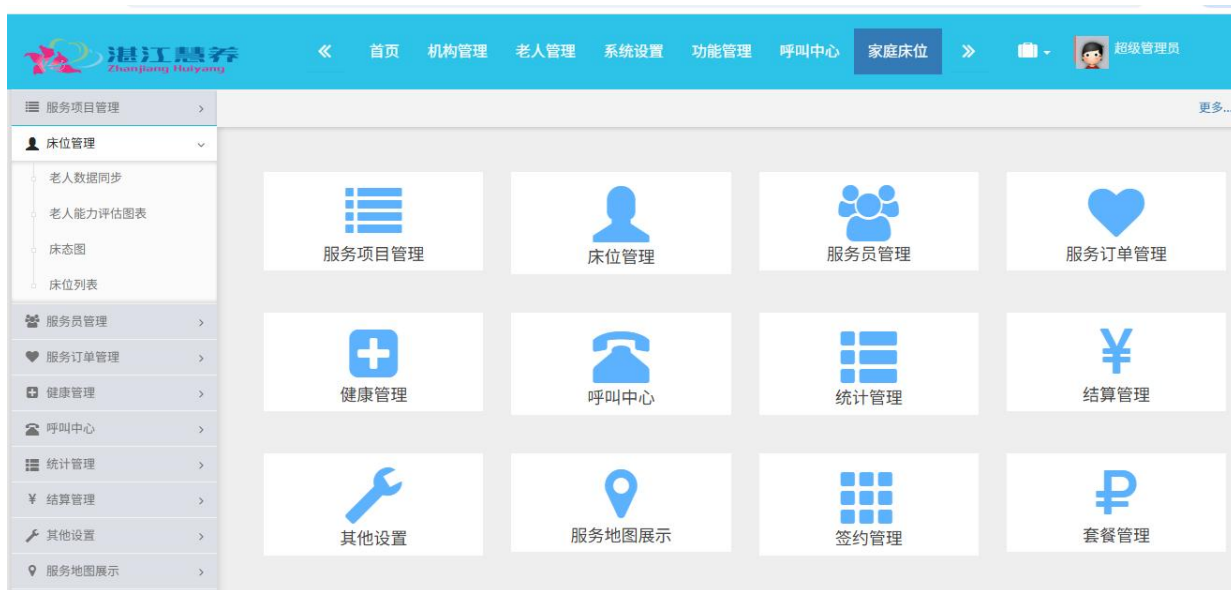 湛江慧养
Zhanjiang Huiyang
首页 机构管理 老人管理 系统设置 功能管理 呼叫中心 家庭床位 超级管理员
更多...
服务项目管理
床位管理
老人数据同步
老人能力评估图表
床态图
床位列表
服务员管理
服务订单管理
健康管理
呼叫中心
统计管理
结算管理
其他设置
服务地图展示
服务项目管理 床位管理 服务员管理 服务订单管理
健康管理 呼叫中心 统计管理 结算管理
其他设置 服务地图展示 签约管理 套餐管理